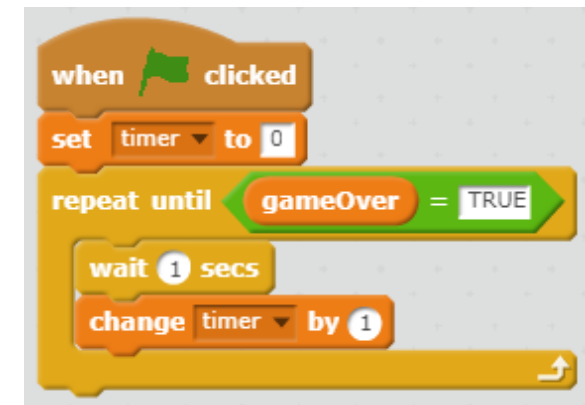 when clicked
set timer to 0
repeat until gameOver = TRUE
wait 1 secs
change timer by 1